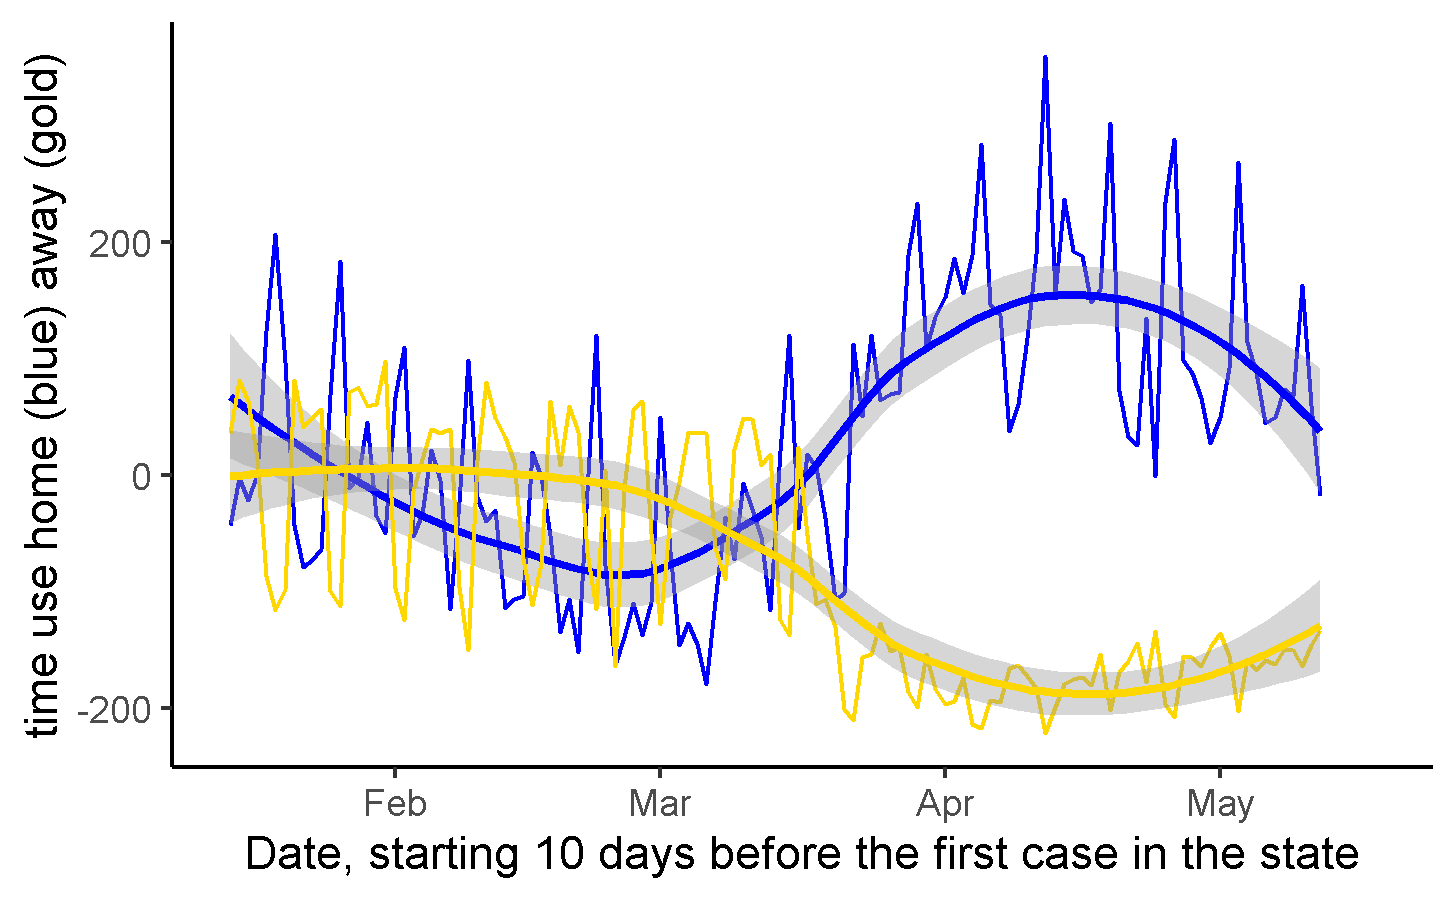 time use home (blue) away (gold)
200
0
-200
Feb
Mar
Apr
May
Date, starting 10 days before the first case in the state